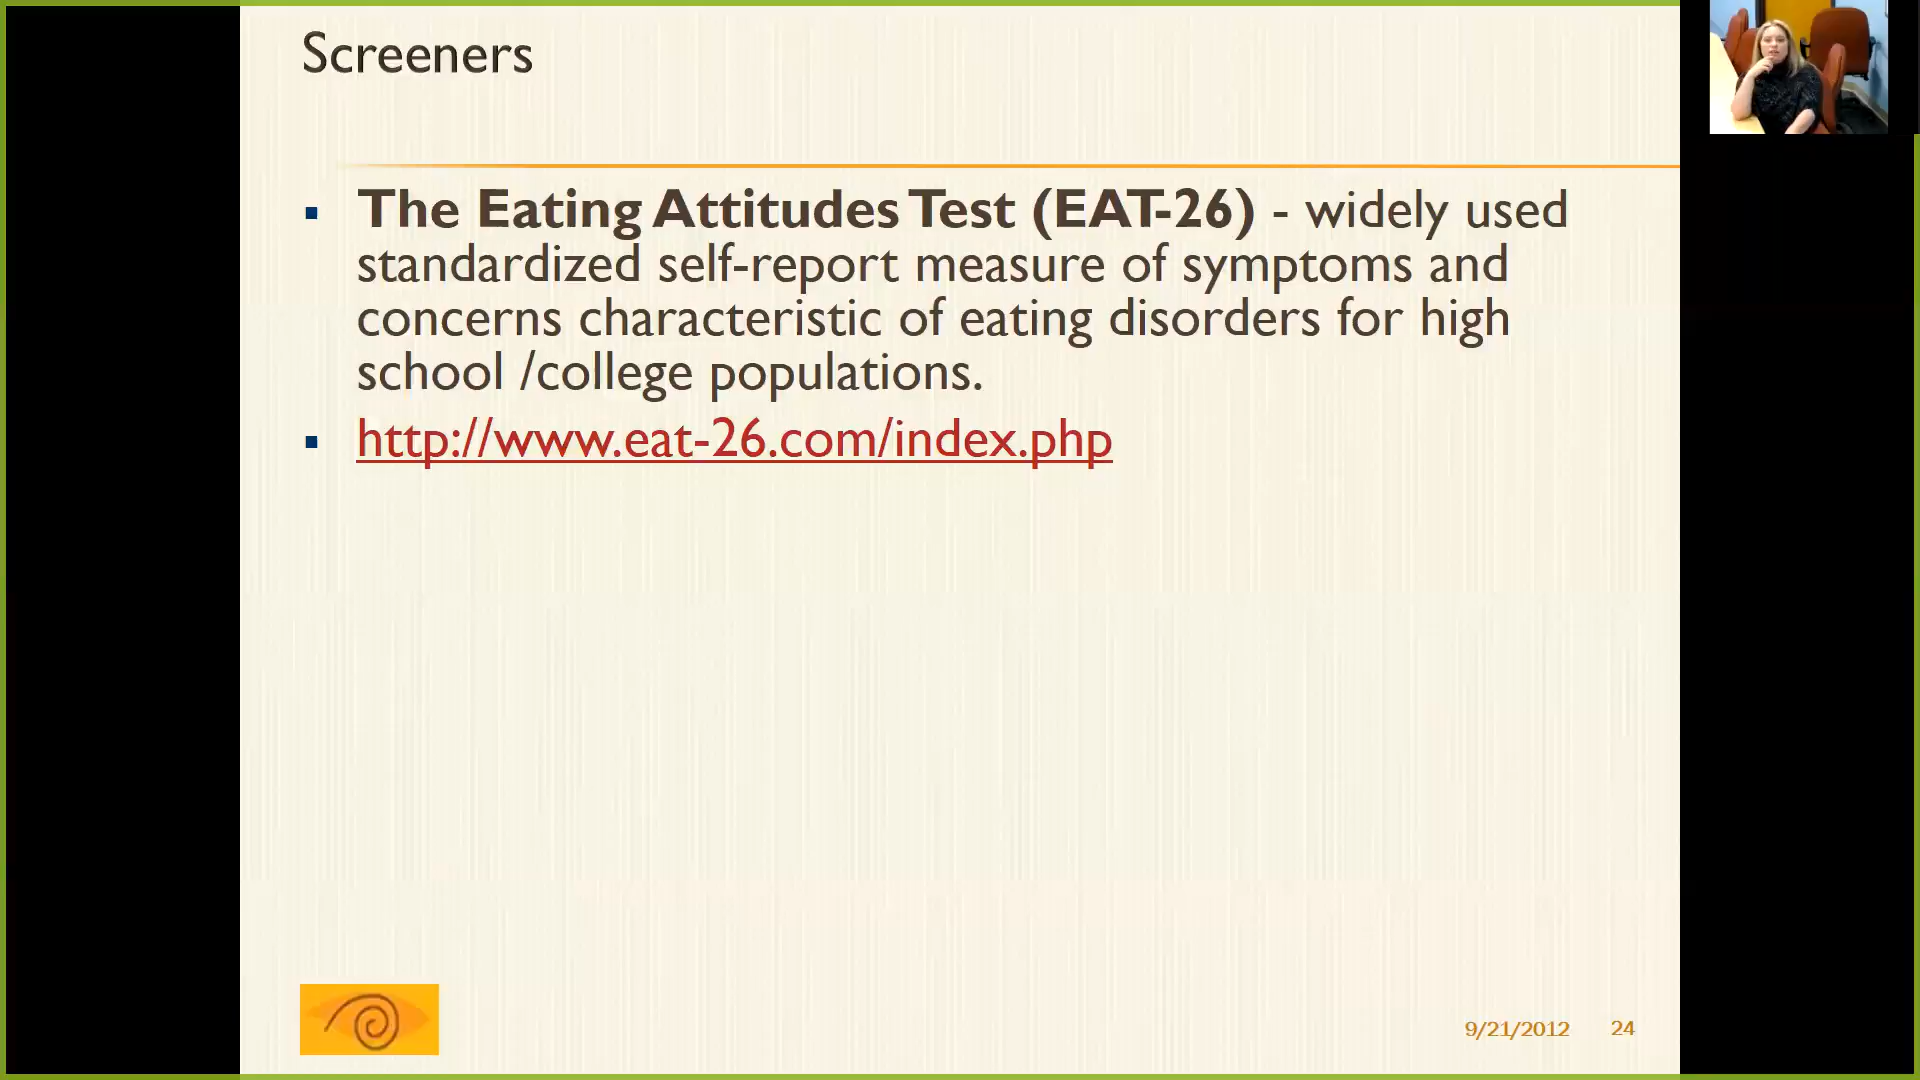 Screeners
The Eating Attitudes Test (EAT-26) - widely used
standardized self-report measure of symptoms and
concerns characteristic of eating disorders for high
school /college populations.
http://www.eat-26.com/index.php
9/21/2012 24